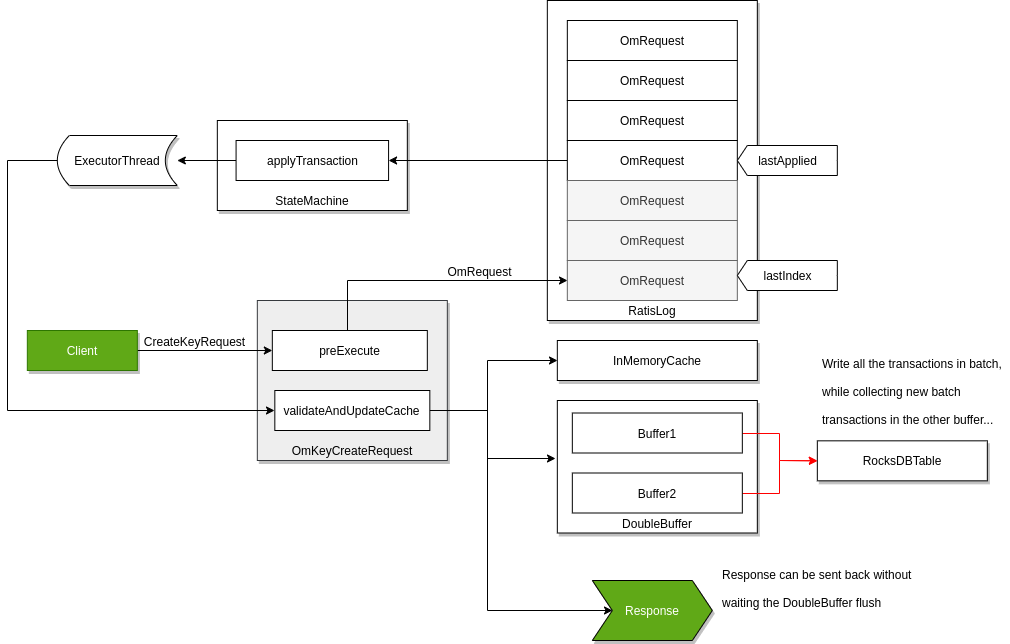 OmRequest
OmRequest
OmRequest
ExecutorThread
applyTransaction
OmRequest
lastApplied
StateMachine
OmRequest
OmRequest
OmRequest
OmRequest
lastIndex
RatisLog
Client
CreateKeyRequest
preExecute
validateAndUpdateCache
OmKeyCreateRequest
InMemoryCache
Buffer1
Buffer2
DoubleBuffer
Write all the transactions in batch,
while collecting new batch
transactions in the other buffer...
RocksDBTable
Response
Response can be sent back without
waiting the DoubleBuffer flush